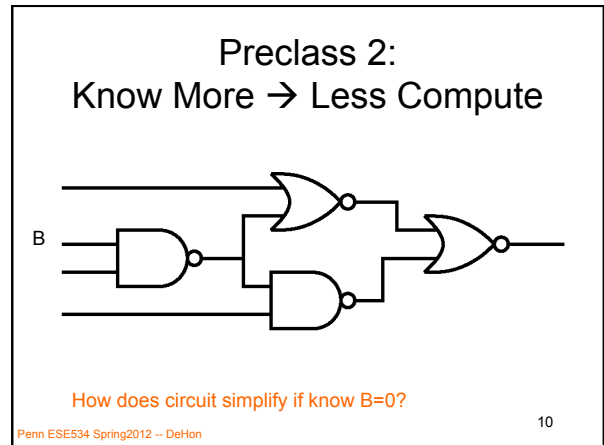 Preclass 2:
Know More → Less Compute
B
How does circuit simplify if know B=0?
Penn ESE534 Spring2012 -- DeHon
10